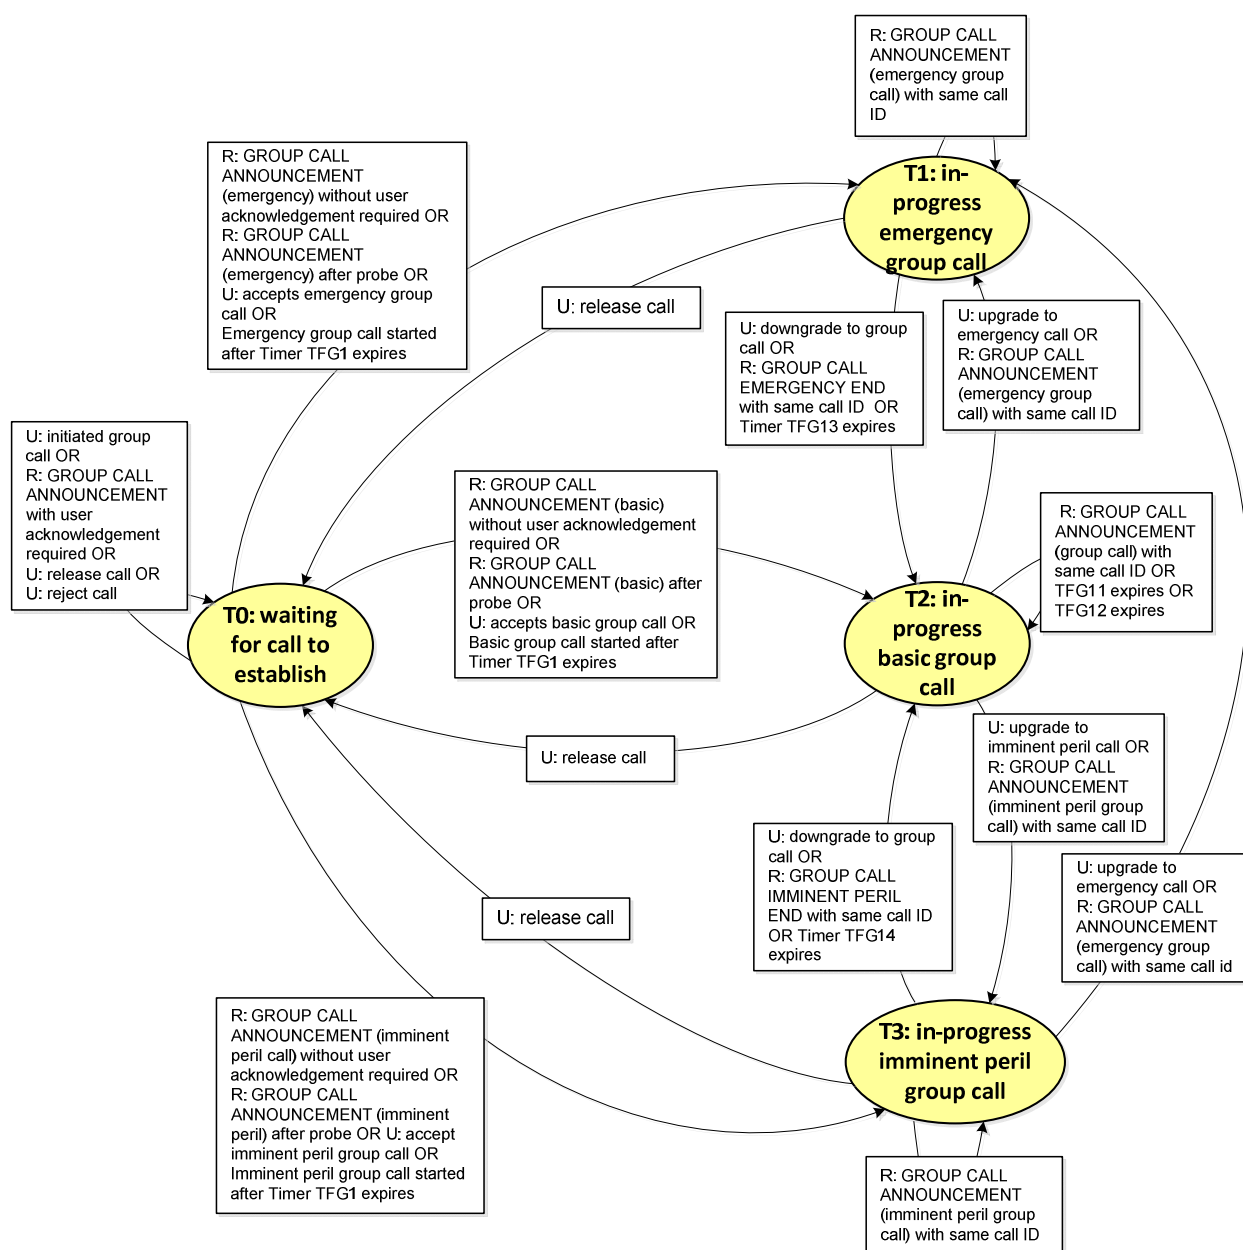 R: GROUP CALL
ANNOUNCEMENT
(emergency group
call) with same call
ID
R: GROUP CALL
ANNOUNCEMENT
(emergency) without user
acknowledgement required OR
R: GROUP CALL
ANNOUNCEMENT
(emergency) after probe OR
U: accepts emergency group
call OR
Emergency group call started
after Timer TFG1 expires
T1: in-
progress
emergency
group call
U: release call
U: downgrade to group
call OR
R: GROUP CALL
EMERGENCY END
with same call ID OR
Timer TFG13 expires
U: upgrade to
emergency call OR
R: GROUP CALL
ANNOUNCEMENT
(emergency group
call) with same call ID
U: initiated group
call OR
R: GROUP CALL
ANNOUNCEMENT
with user
acknowledgement
required OR
U: release call OR
U: reject call
R: GROUP CALL
ANNOUNCEMENT (basic)
without user acknowledgement
required OR
R: GROUP CALL
ANNOUNCEMENT (basic) after
probe OR
U: accepts basic group call OR
Basic group call started after
Timer TFG1 expires
R: GROUP CALL
ANNOUNCEMENT
(group call) with
same call ID OR
TFG11 expires OR
TFG12 expires
T0: waiting
for call to
establish
T2: in-
progress
basic group
call
U: release call
U: upgrade to
imminent peril call OR
R: GROUP CALL
ANNOUNCEMENT
(imminent peril group
call) with same call ID
U: downgrade to group
call OR
R: GROUP CALL
IMMINENT PERIL
END with same call ID
OR Timer TFG14
expires
U: upgrade to
emergency call OR
R: GROUP CALL
ANNOUNCEMENT
(emergency group
call) with same call id
U: release call
R: GROUP CALL
ANNOUNCEMENT (imminent
peril call) without user
acknowledgement required OR
R: GROUP CALL
ANNOUNCEMENT (imminent
peril) after probe OR U: accept
imminent peril group call OR
Imminent peril group call started
after Timer TFG1 expires
T3: in-progress
imminent peril
group call
R: GROUP CALL
ANNOUNCEMENT
(imminent peril group
call) with same call ID